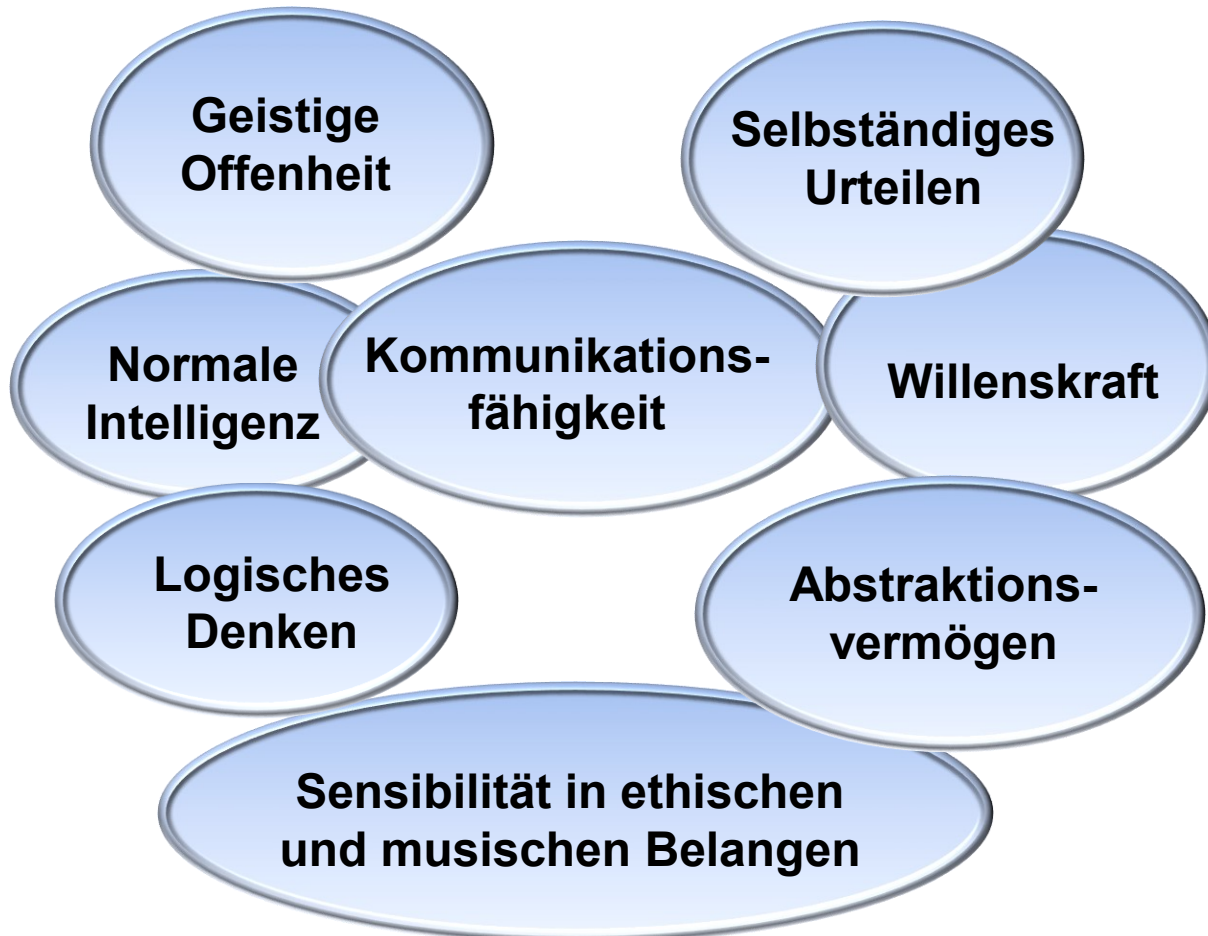 Geistige
Offenheit
Selbständiges
Urteilen
Normale
Intelligenz
Kommunikations-
fähigkeit
Willenskraft
Logisches
Denken
Abstraktions-
vermögen
Sensibilität in ethischen
und musischen Belangen